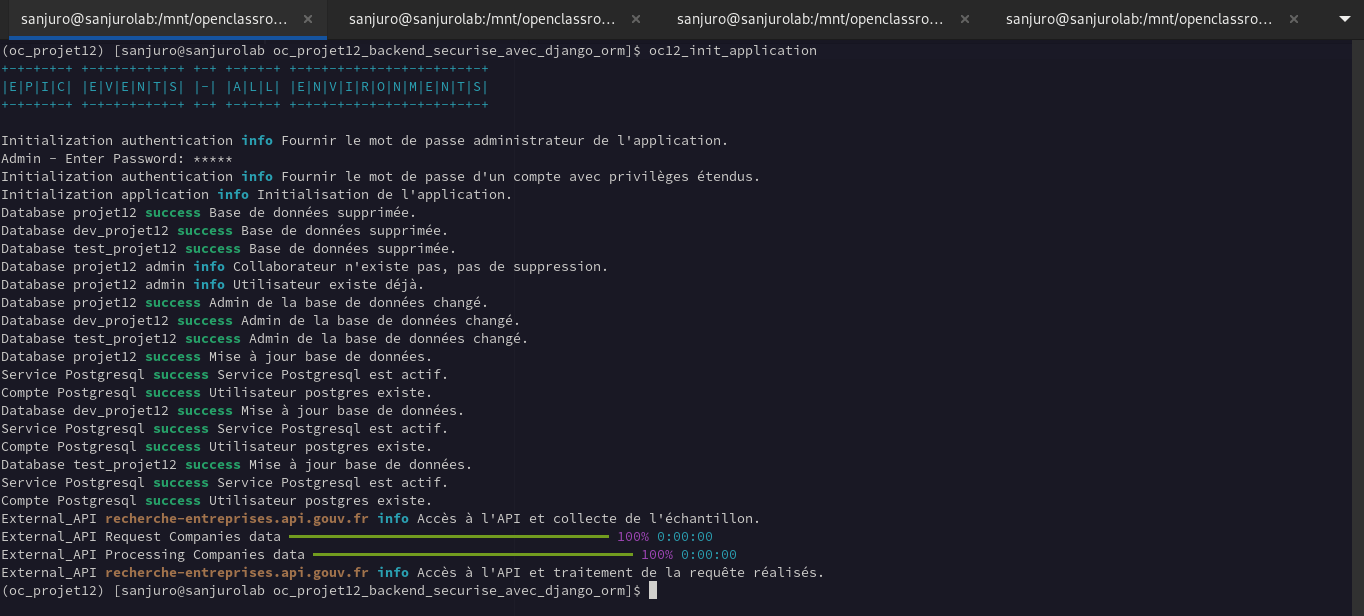 sanjuro@sanjurolab:/mnt/openclassro... × sanjuro@sanjurolab:/mnt/openclassro... × sanjuro@sanjurolab:/mnt/openclassro... × sanjuro@sanjurolab:/mnt/openclassro... ×
(oc_projet12) [sanjuro@sanjurolab oc_projet12_backend_securise_avec_django_orm]$ oc12_init_application
+-+-+-+-+ +-+-+-+-+-+-+ +-+ +-+-+-+ +-+-+-+-+-+-+-+-+-+-+-+-+
|E|P|I|C| |E|V|E|N|T|S| |-| |A|L|L| |E|N|V|I|R|O|N|M|E|N|T|S|
+-+-+-+-+ +-+-+-+-+-+-+ +-+ +-+-+-+ +-+-+-+-+-+-+-+-+-+-+-+-+
Initialization authentication info Fournir le mot de passe administrateur de l'application.
Admin - Enter Password: *****
Initialization authentication info Fournir le mot de passe d'un compte avec privilèges étendus.
Initialization application info Initialisation de l'application.
Database projet12 success Base de données supprimée.
Database dev_projet12 success Base de données supprimée.
Database test_projet12 success Base de données supprimée.
Database projet12 admin info Collaborateur n'existe pas, pas de suppression.
Database projet12 admin info Utilisateur existe déjà.
Database projet12 success Admin de la base de données changé.
Database dev_projet12 success Admin de la base de données changé.
Database test_projet12 success Admin de la base de données changé.
Database projet12 success Mise à jour base de données.
Service Postgresql success Service Postgresql est actif.
Compte Postgresql success Utilisateur postgres existe.
Database dev_projet12 success Mise à jour base de données.
Service Postgresql success Service Postgresql est actif.
Compte Postgresql success Utilisateur postgres existe.
Database test_projet12 success Mise à jour base de données.
Service Postgresql success Service Postgresql est actif.
Compte Postgresql success Utilisateur postgres existe.
External_API recherche-entreprises.api.gouv.fr info Accès à l'API et collecte de l'échantillon.
External_API Request Companies data 100% 0:00:00
External_API Processing Companies data 100% 0:00:00
External_API recherche-entreprises.api.gouv.fr info Accès à l'API et traitement de la requête réalisés.
(oc_projet12) [sanjuro@sanjurolab oc_projet12_backend_securise_avec_django_orm]$